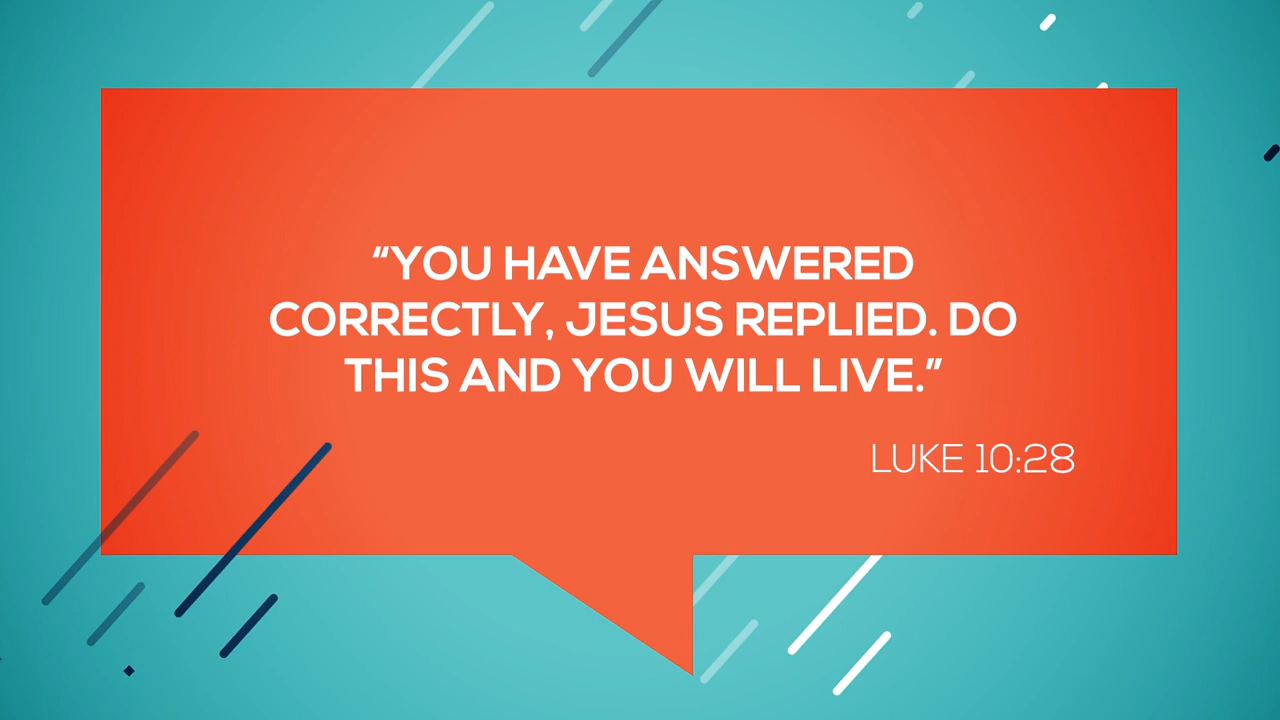 “YOU HAVE ANSWERED
CORRECTLY, JESUS REPLIED. DO
THIS AND YOU WILL LIVE.”
LUKE 10:28